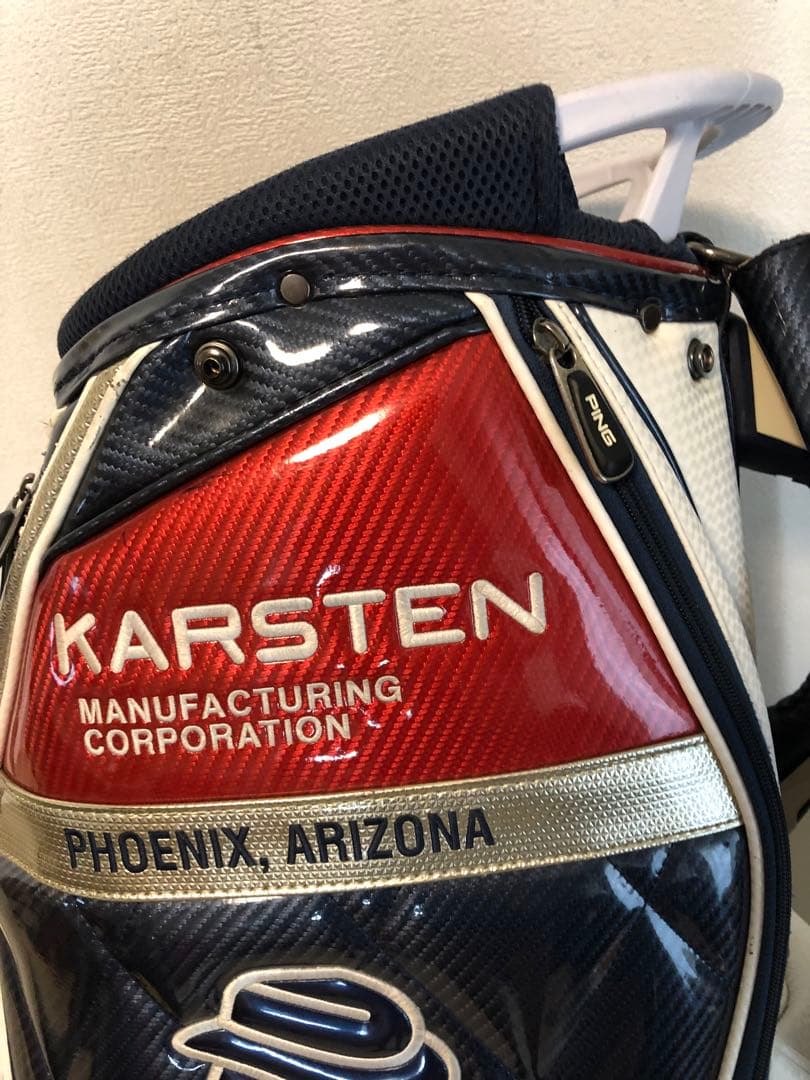 PING
KARSTEN
MANUFACTURING
CORPORATION
PHOENIX, ARIZONA